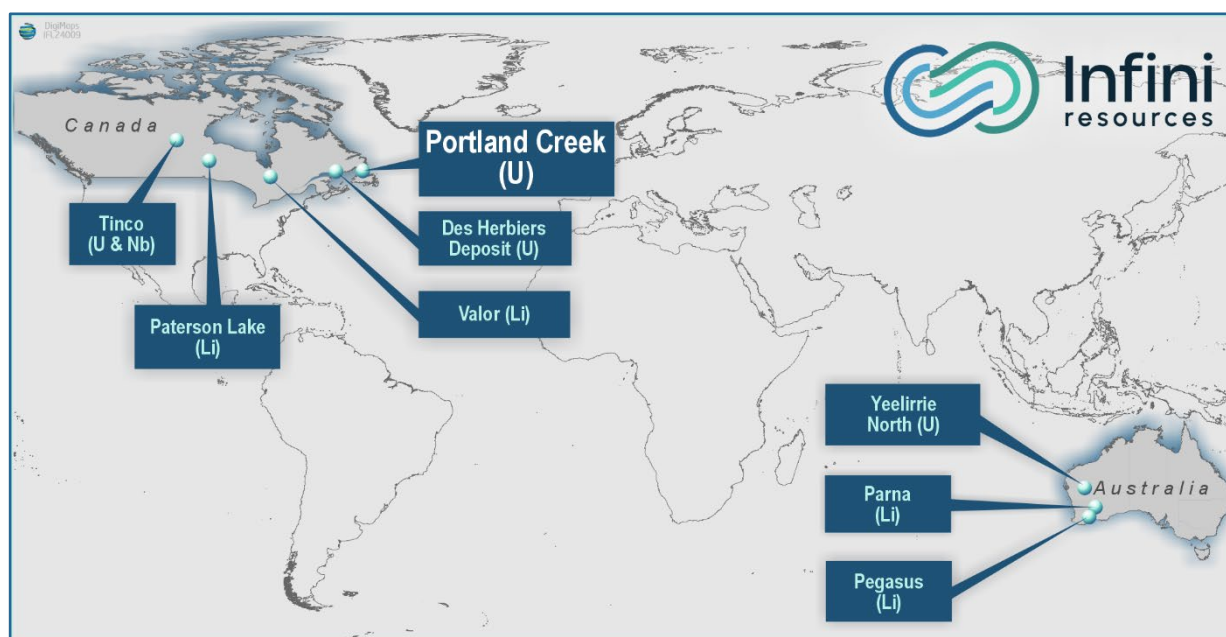 DigiMaps
IFL24009
Infini
resources
Canada
Portland Creek
(U)
Tinco
(U & Nb)
Des Herbiers
Deposit (U)
Paterson Lake
(Li)
Valor (Li)
Yeelirrie
North (U)
Australia
Parna
(Li)
Pegasus
(Li)